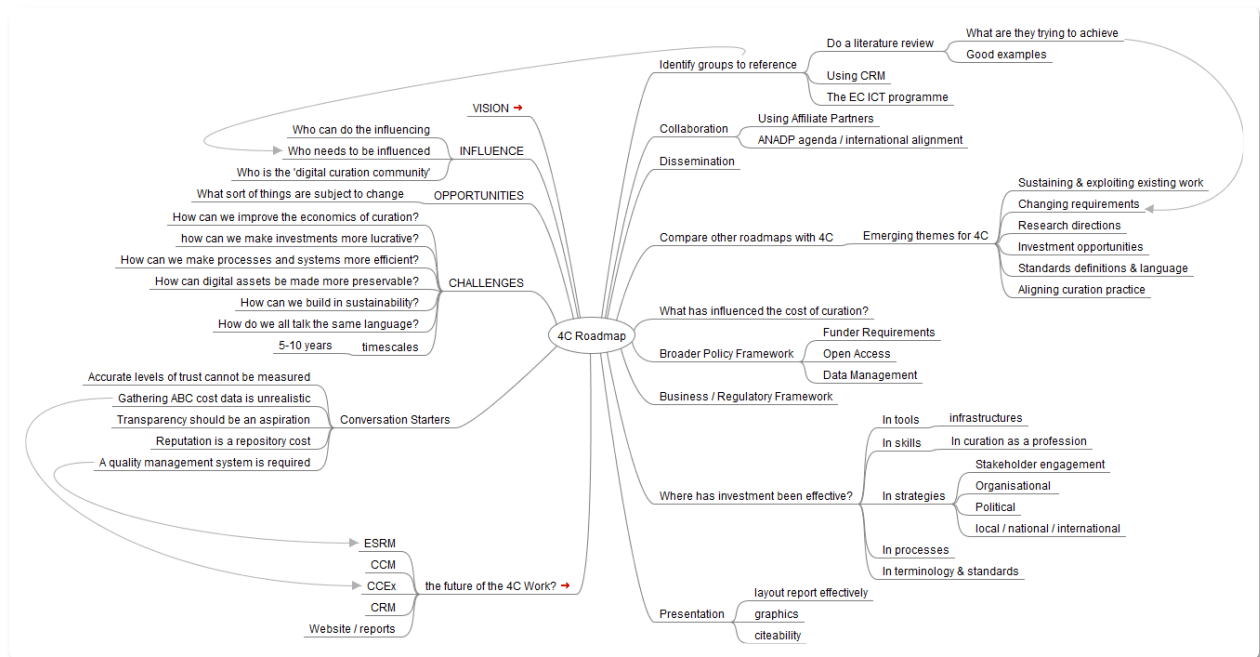 4C Roadmap
VISION
INFLUENCE
Who can do the influencing
Who needs to be influenced
Who is the 'digital curation community'
OPPORTUNITIES
What sort of things are subject to change
CHALLENGES
How can we improve the economics of curation?
how can we make investments more lucrative?
How can we make processes and systems more efficient?
How can digital assets be made more preservable?
How can we build in sustainability?
How do we all talk the same language?
timescales
5-10 years
Conversation Starters
Accurate levels of trust cannot be measured
Gathering ABC cost data is unrealistic
Transparency should be an aspiration
Reputation is a repository cost
A quality management system is required
the future of the 4C Work?
ESRM
CCM
CCEx
CRM
Website / reports
Identify groups to reference
Do a literature review
What are they trying to achieve
Good examples
Using CRM
The EC ICT programme
Collaboration
Using Affiliate Partners
ANADP agenda / international alignment
Dissemination
Compare other roadmaps with 4C
Emerging themes for 4C
Sustaining & exploiting existing work
Changing requirements
Research directions
Investment opportunities
Standards definitions & language
Aligning curation practice
What has influenced the cost of curation?
Broader Policy Framework
Funder Requirements
Open Access
Data Management
Business / Regulatory Framework
Where has investment been effective?
In tools
infrastructures
In skills
In curation as a profession
In strategies
Stakeholder engagement
Organisational
Political
local / national / international
In processes
In terminology & standards
Presentation
layout report effectively
graphics
citeability